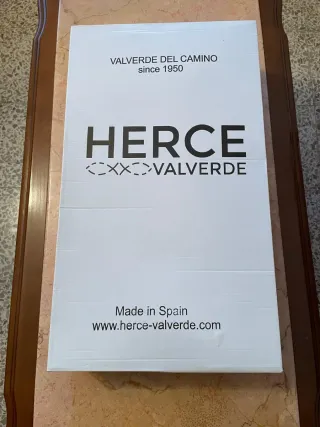 VALVERDE DEL CAMINO
since 1950
HERCE
VALVERDE
Made in Spain
www.herce-valverde.com